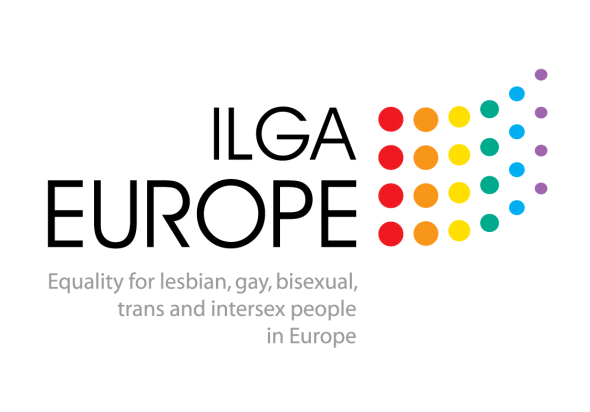 ILGA
EUROPE
Equality for lesbian, gay, bisexual,
trans and intersex people
in Europe